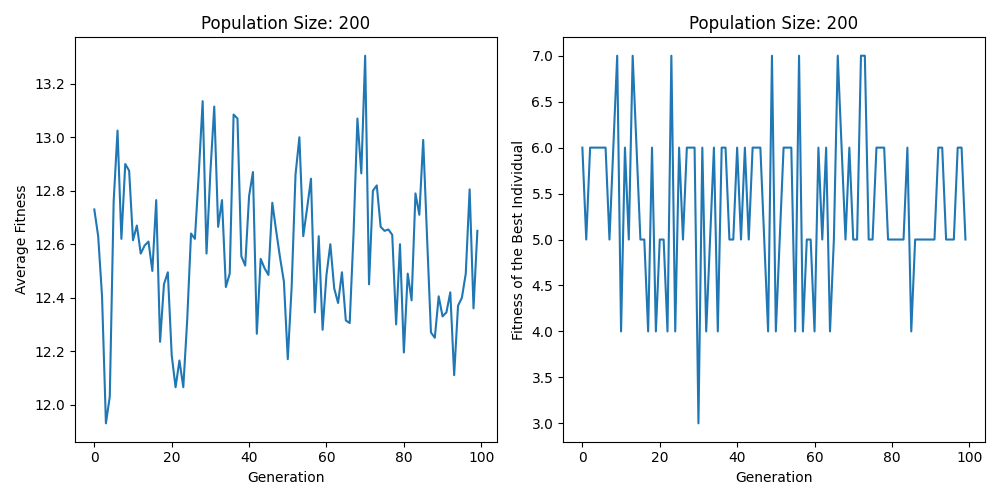 Population Size: 200
Average Fitness
13.2
13.0
12.8
12.6
12.4
12.2
12.0
0 20 40 60 80 100
Generation
Population Size: 200
Fitness of the Best Individual
7.0
6.5
6.0
5.5
5.0
4.5
4.0
3.5
3.0
0 20 40 60 80 100
Generation